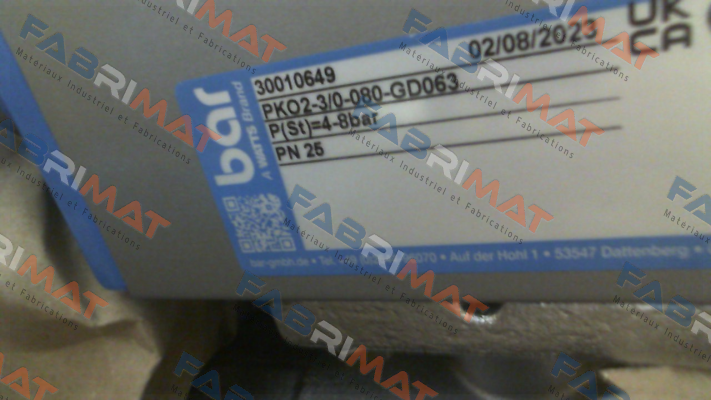 30010649
02/08/2023
PKO2-3/0-080-GD063
P(St)=4-8bar
PN 25
bar
A WATTS Brand
UK
CA
bar-gmbh.de • Tel. 6070 • Auf der Hohl 1 • 53547 Dattenberg •
FABRIMAT
Materiaux Industriel et Fabrications